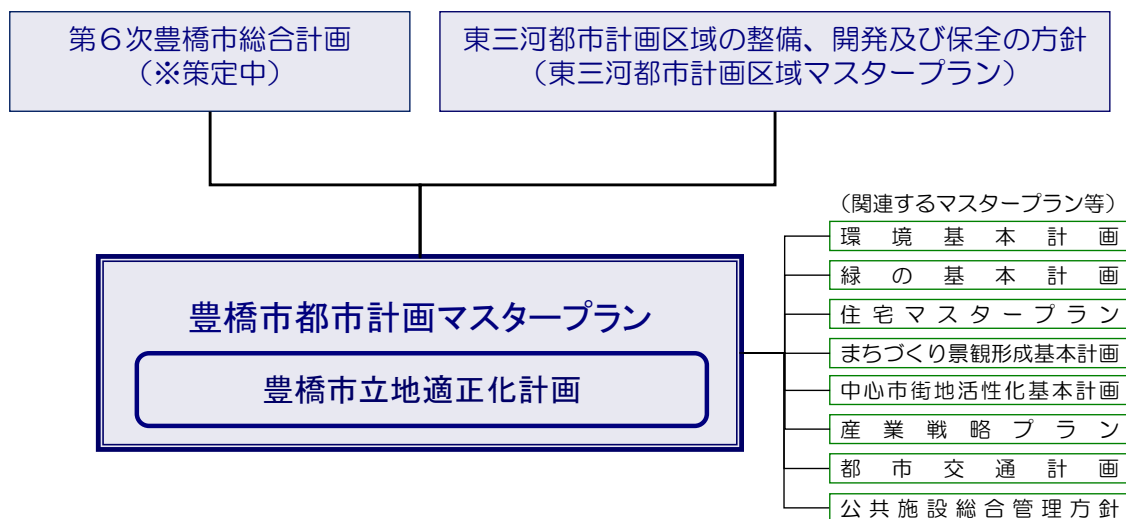 第６次豊橋市総合計画
（※策定中）
東三河都市計画区域の整備、開発及び保全の方針
（東三河都市計画区域マスタープラン）
豊橋市都市計画マスタープラン
豊橋市立地適正化計画
（関連するマスタープラン等）
環境基本計画
緑の基本計画
住宅マスタープラン
まちづくり景観形成基本計画
中心市街地活性化基本計画
産業戦略プラン
都市交通計画
公共施設総合管理方針